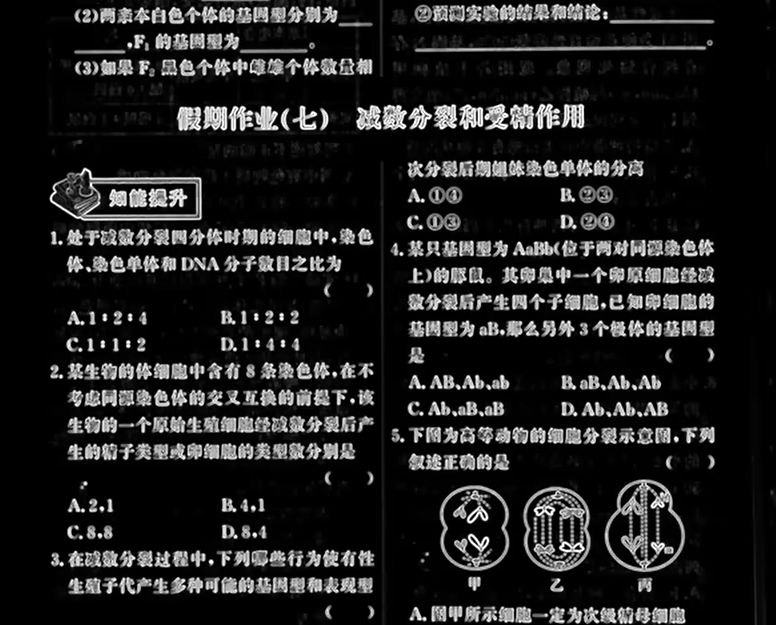 (2)两亲本白色个体的基因型分别为____
______,F₁ 的基因型为________。
(3)如果 F₂ 黑色个体中雌雄个体数量相
②预测实验的结果和结论:____________
__________________________________。
假期作业(七) 减数分裂和受精作用
知能提升
1.处于减数分裂四分体时期的细胞中,染色
体、染色单体和DNA分子数目之比为
( )
A.1∶2∶4 B.1∶2∶2
C.1∶1∶2 D.1∶4∶4
2.某生物的体细胞中含有8条染色体,在不
考虑同源染色体的交叉互换的前提下,该
生物的一个原始生殖细胞经减数分裂后产
生的精子类型或卵细胞的类型数分别是
( )
A.2,1 B.4,1
C.8,8 D.8,4
3.在减数分裂过程中,下列哪些行为使有性
生殖子代产生多种可能的基因型和表现型
( )
次分裂后期姐妹染色单体的分离
A.①④ B.②③
C.①③ D.②④
4.某只基因型为AaBb(位于两对同源染色体
上)的豚鼠。其卵巢中一个卵原细胞经减
数分裂后产生四个子细胞,已知卵细胞的
基因型为aB,那么另外3个极体的基因型
是 ( )
A.AB、Ab、ab B.aB、Ab、Ab
C.Ab、aB、aB D.Ab、Ab、AB
5.下图为高等动物的细胞分裂示意图,下列
叙述正确的是 ( )
甲 乙 丙
A.图甲所示细胞一定为次级精母细胞